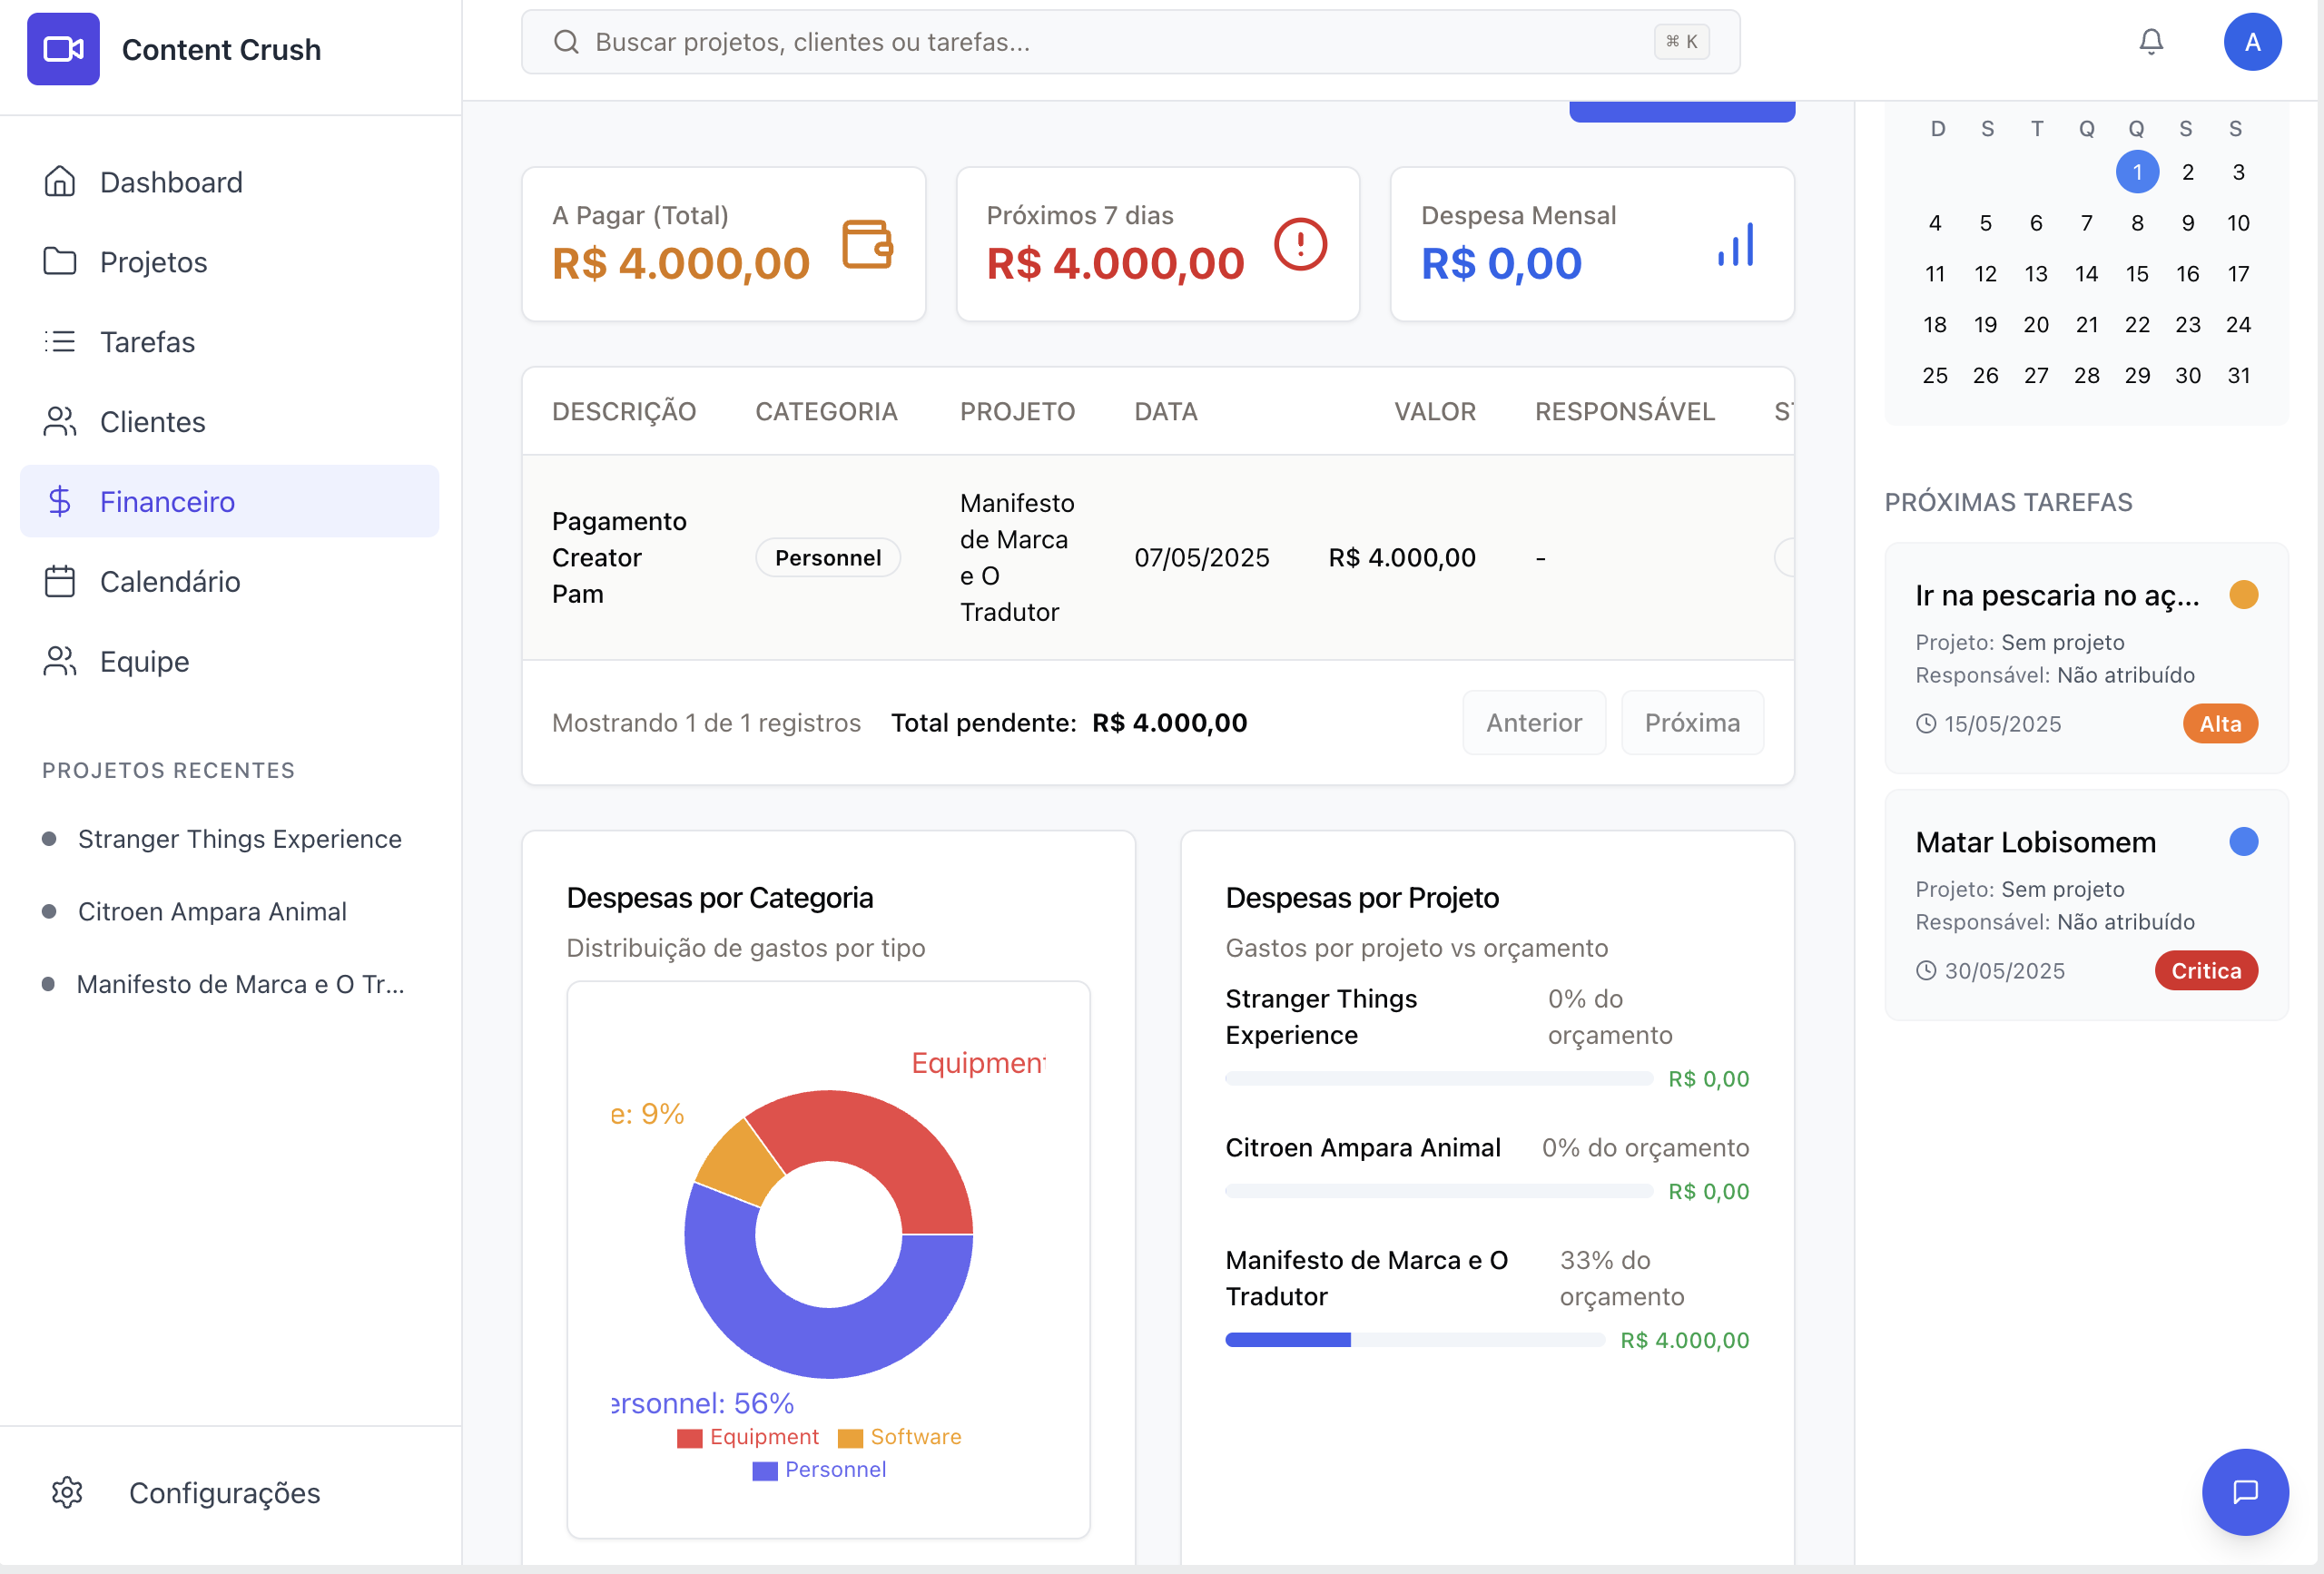 Content Crush
Buscar projetos, clientes ou tarefas...
⌘ K
A
Dashboard
Projetos
Tarefas
Clientes
Financeiro
Calendário
Equipe
PROJETOS RECENTES
Stranger Things Experience
Citroen Ampara Animal
Manifesto de Marca e O Tr...
Configurações
A Pagar (Total)
R$ 4.000,00
Próximos 7 dias
R$ 4.000,00
Despesa Mensal
R$ 0,00
DESCRIÇÃO CATEGORIA PROJETO DATA VALOR RESPONSÁVEL
Pagamento
Creator
Pam
Personnel
Manifesto
de Marca
e O
Tradutor
07/05/2025
R$ 4.000,00
-
Mostrando 1 de 1 registros
Total pendente: R$ 4.000,00
Anterior
Próxima
Despesas por Categoria
Distribuição de gastos por tipo
Equipment
e: 9%
ersonnel: 56%
Equipment
Software
Personnel
Despesas por Projeto
Gastos por projeto vs orçamento
Stranger Things
Experience
0% do
orçamento
R$ 0,00
Citroen Ampara Animal
0% do orçamento
R$ 0,00
Manifesto de Marca e O
Tradutor
33% do
orçamento
R$ 4.000,00
D S T Q Q S S
1 2 3
4 5 6 7 8 9 10
11 12 13 14 15 16 17
18 19 20 21 22 23 24
25 26 27 28 29 30 31
PRÓXIMAS TAREFAS
Ir na pescaria no aç...
Projeto: Sem projeto
Responsável: Não atribuído
15/05/2025
Alta
Matar Lobisomem
Projeto: Sem projeto
Responsável: Não atribuído
30/05/2025
Critica